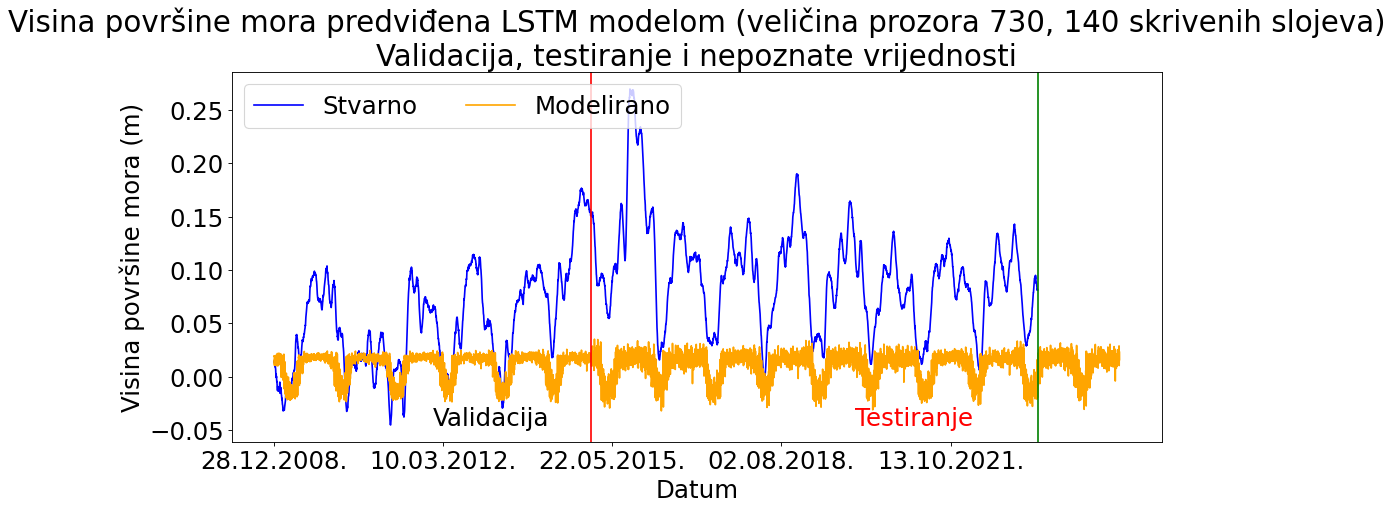 Visina površine mora predviđena LSTM modelom (veličina prozora 730, 140 skrivenih slojeva)
Validacija, testiranje i nepoznate vrijednosti
Stvarno
Modelirano
Visina površine mora (m)
0.25
0.20
0.15
0.10
0.05
0.00
−0.05
Validacija
Testiranje
28.12.2008.
10.03.2012.
22.05.2015.
02.08.2018.
13.10.2021.
Datum